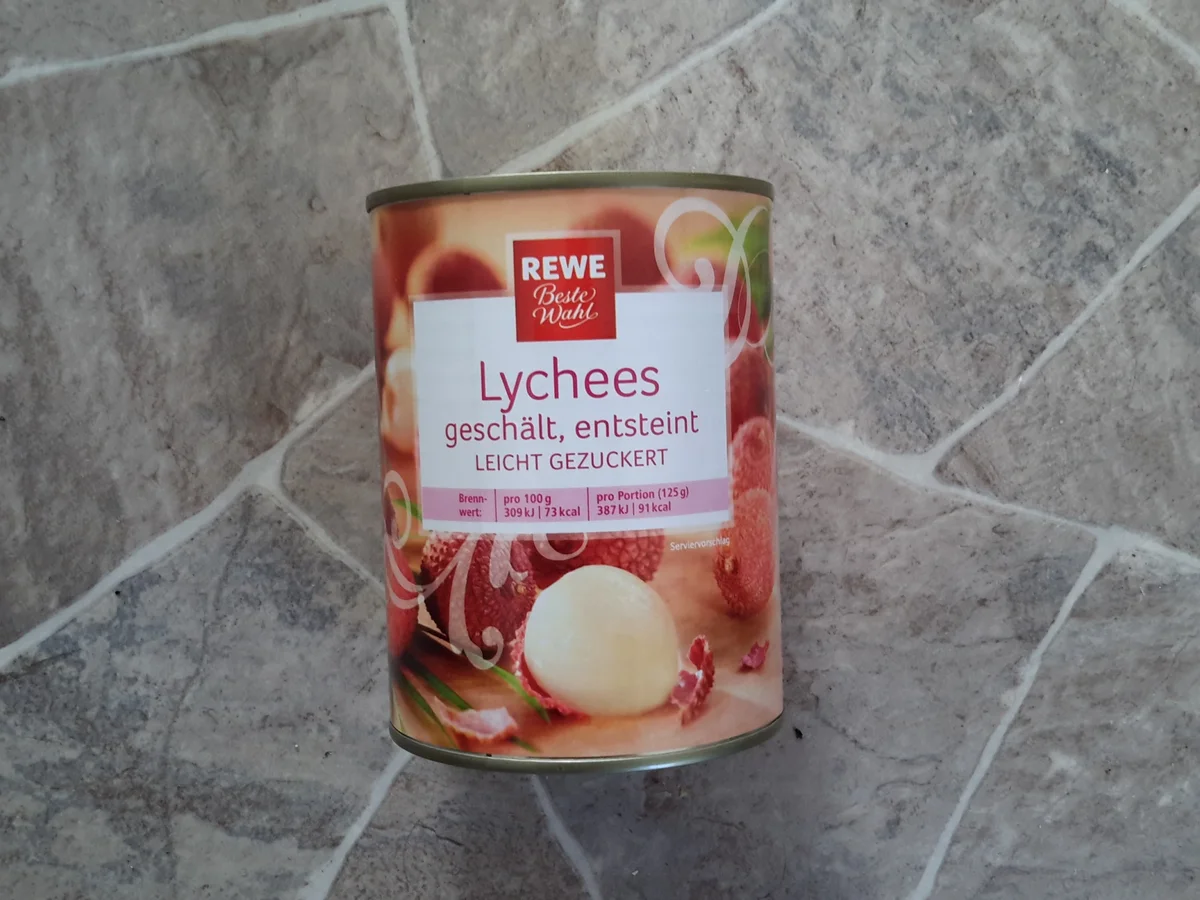 REWE
Beste
Wahl
Lychees
geschält, entsteint
LEICHT GEZUCKERT
Brenn- pro 100 g pro Portion (125 g)
wert: 309 kJ | 73 kcal 387 kJ | 91 kcal
Serviervorschlag